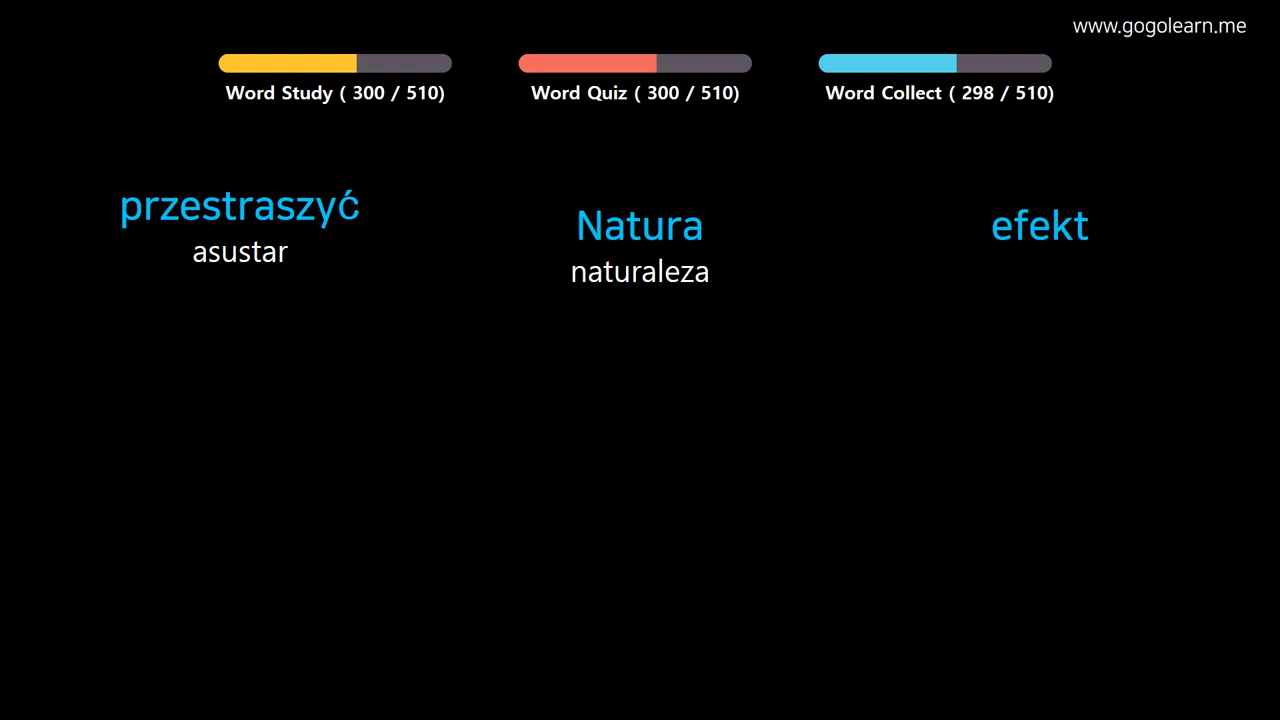 www.gogolearn.me
Word Study ( 300 / 510)
Word Quiz ( 300 / 510)
Word Collect ( 298 / 510)
przestraszyć
asustar
Natura
naturaleza
efekt